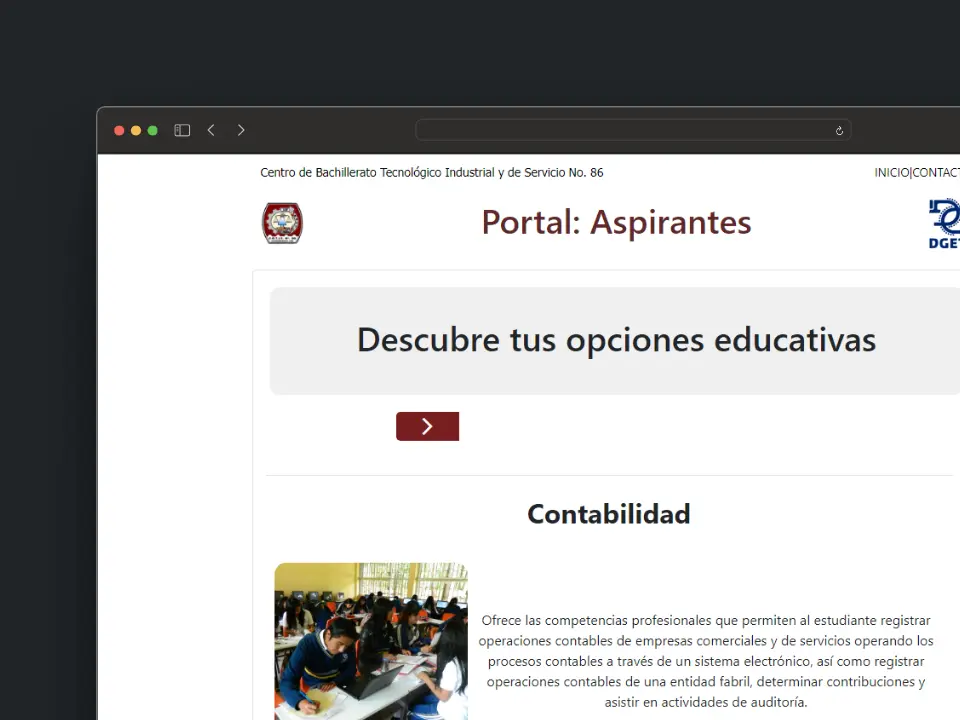 Centro de Bachillerato Tecnológico Industrial y de Servicio No. 86
INICIO|CONTACT
Portal: Aspirantes
DGET
Descubre tus opciones educativas
Contabilidad
Ofrece las competencias profesionales que permiten al estudiante registrar
operaciones contables de empresas comerciales y de servicios operando los
procesos contables a través de un sistema electrónico, así como registrar
operaciones contables de una entidad fabril, determinar contribuciones y
asistir en actividades de auditoría.